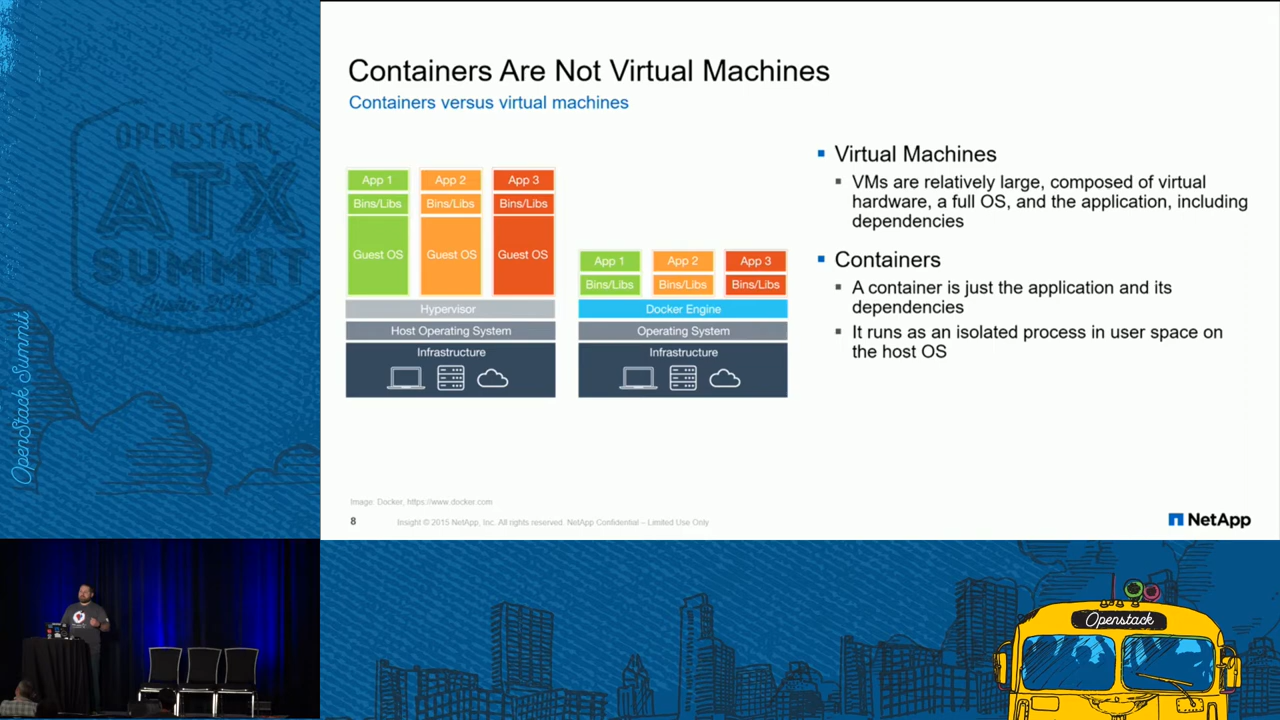 OPENSTACK
ATX
SUMMIT
OpenStack Summit
Containers Are Not Virtual Machines
Containers versus virtual machines
App 1 App 2 App 3
Bins/Libs Bins/Libs Bins/Libs
Guest OS Guest OS Guest OS
Hypervisor
Host Operating System
Infrastructure
App 1 App 2 App 3
Bins/Libs Bins/Libs Bins/Libs
Docker Engine
Operating System
Infrastructure
Virtual Machines
VMs are relatively large, composed of virtual
hardware, a full OS, and the application, including
dependencies
Containers
A container is just the application and its
dependencies
It runs as an isolated process in user space on
the host OS
Image: Docker, https://www.docker.com
8
Insight © 2015 NetApp, Inc. All rights reserved. NetApp Confidential – Limited Use Only
NetApp
Openstack